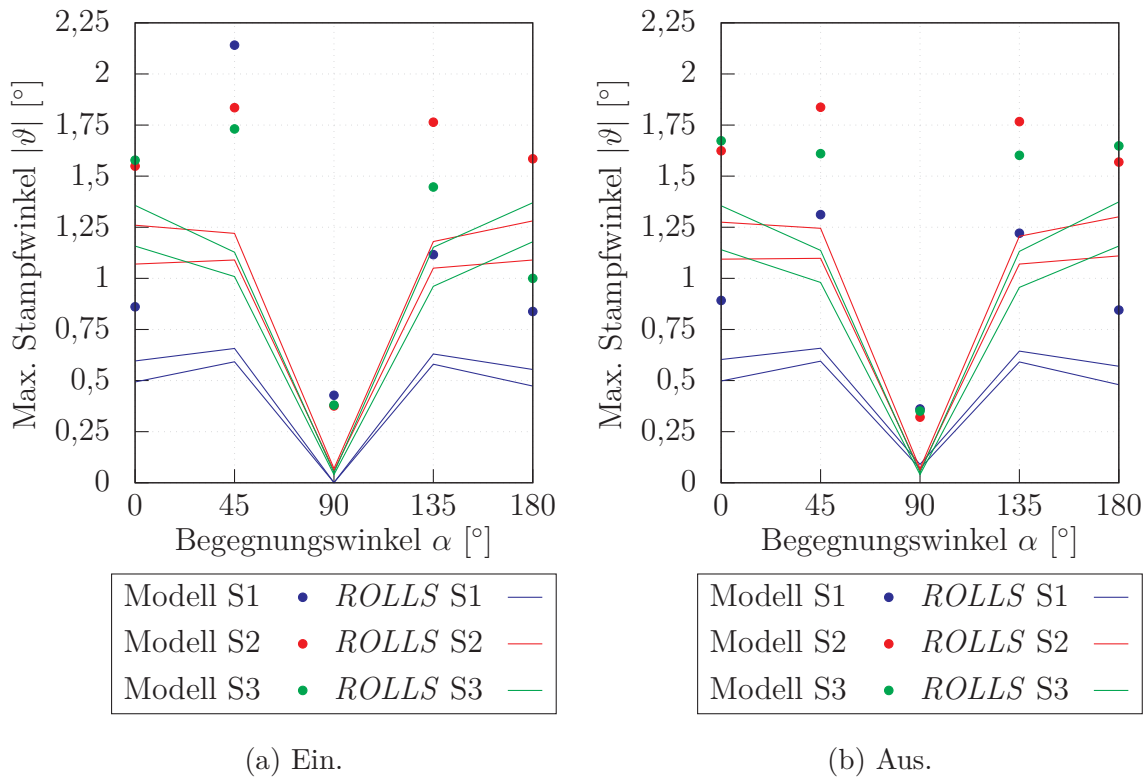 Max. Stampfwinkel |ϑ| [°]
2,25
2
1,75
1,5
1,25
1
0,75
0,5
0,25
0
0 45 90 135 180
Begegnungswinkel α [°]
Modell S1 ROLLS S1
Modell S2 ROLLS S2
Modell S3 ROLLS S3
(a) Ein.
Max. Stampfwinkel |ϑ| [°]
2,25
2
1,75
1,5
1,25
1
0,75
0,5
0,25
0
0 45 90 135 180
Begegnungswinkel α [°]
Modell S1 ROLLS S1
Modell S2 ROLLS S2
Modell S3 ROLLS S3
(b) Aus.